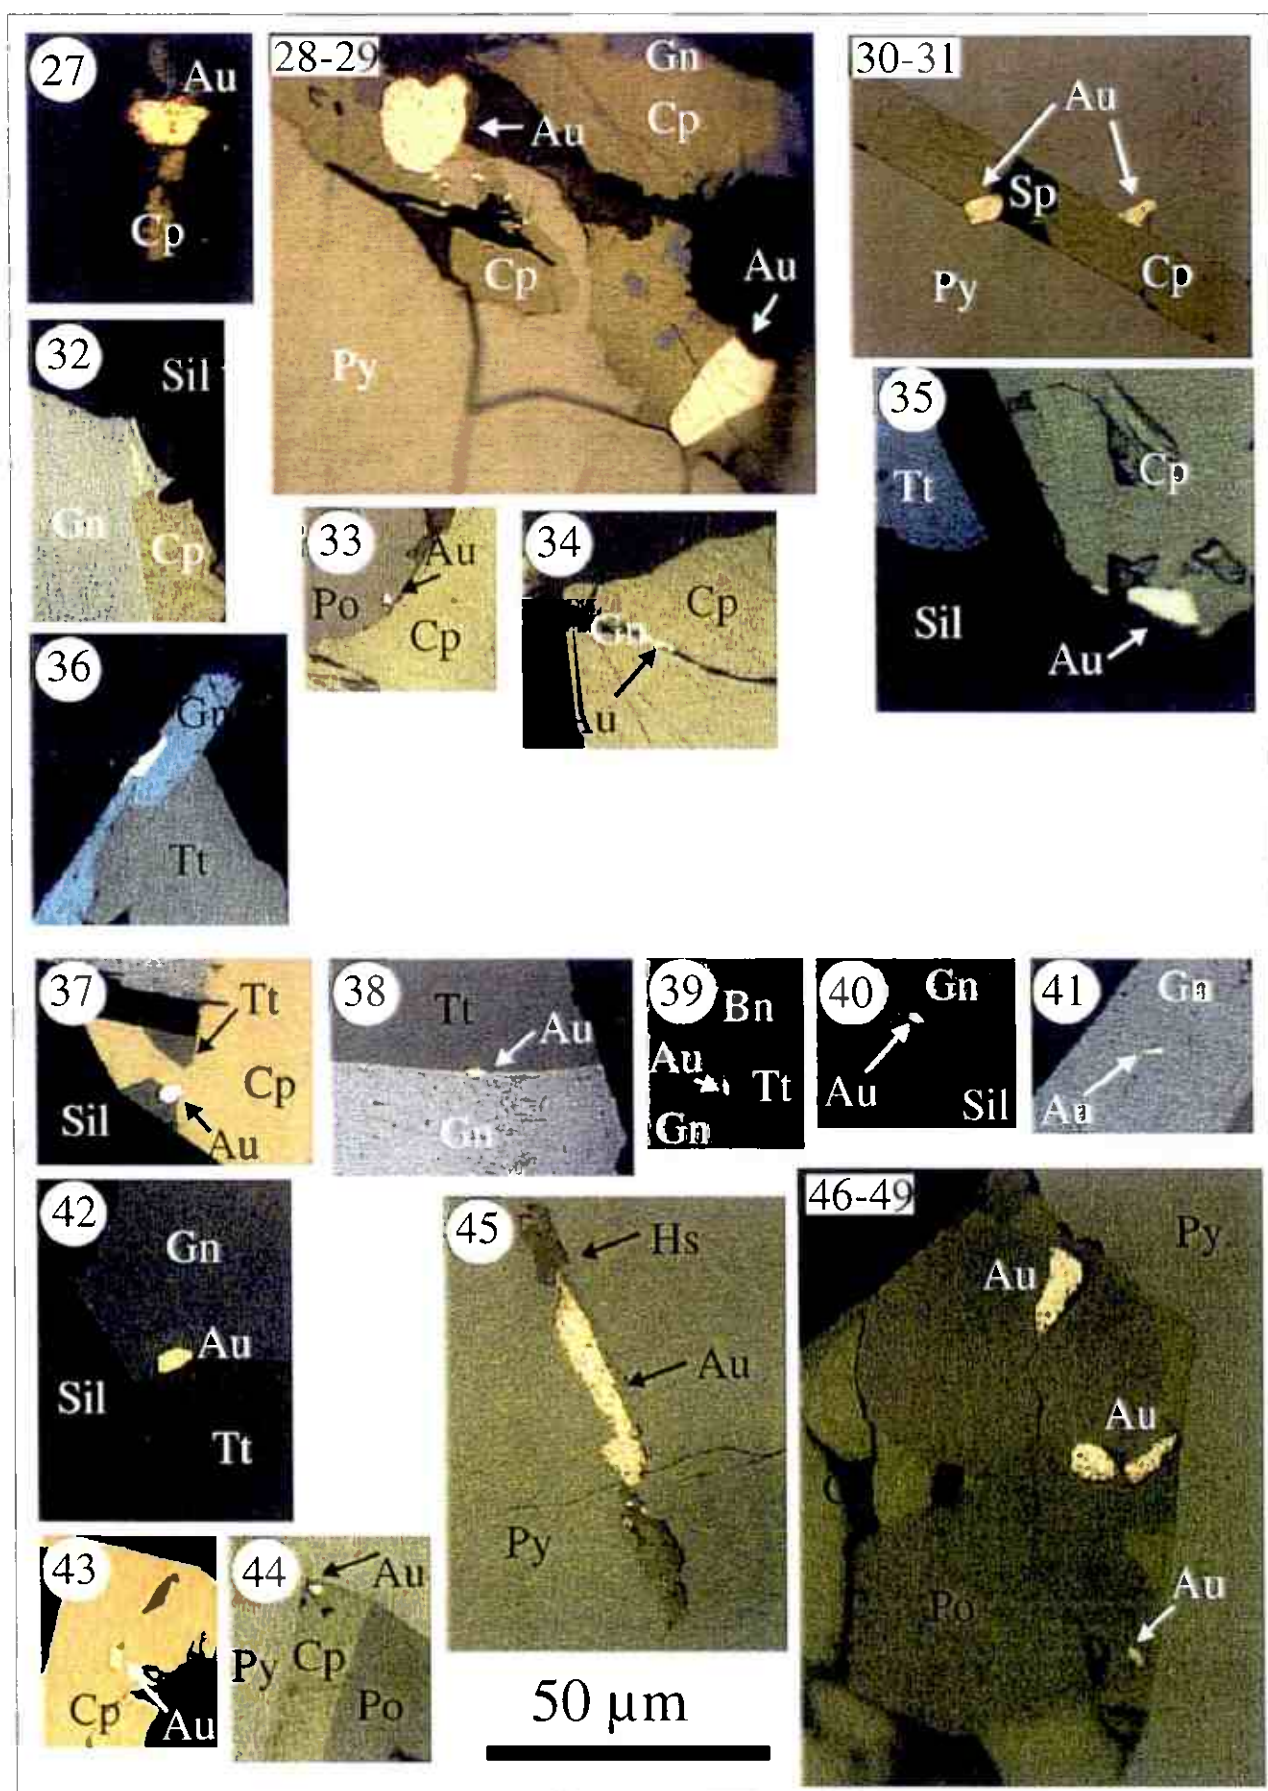 27
Au
Cp
28-29
Gn
Cp
Au
Cp
Au
Py
30-31
Au
Sp
Py
Cp
32
Sil
Gn
Cp
33
Au
Po
Cp
34
Cp
Gn
Au
35
Tt
Cp
Sil
Au
36
Gn
Tt
37
Tt
Cp
Sil
Au
38
Tt
Au
Gn
39
Bn
Au
Tt
Gn
40
Gn
Au
Sil
41
Gn
Au
42
Gn
Au
Sil
Tt
43
Cp
Au
44
Au
Py
Cp
Po
45
Hs
Au
Py
46-49
Py
Au
Au
Po
Au
50 µm